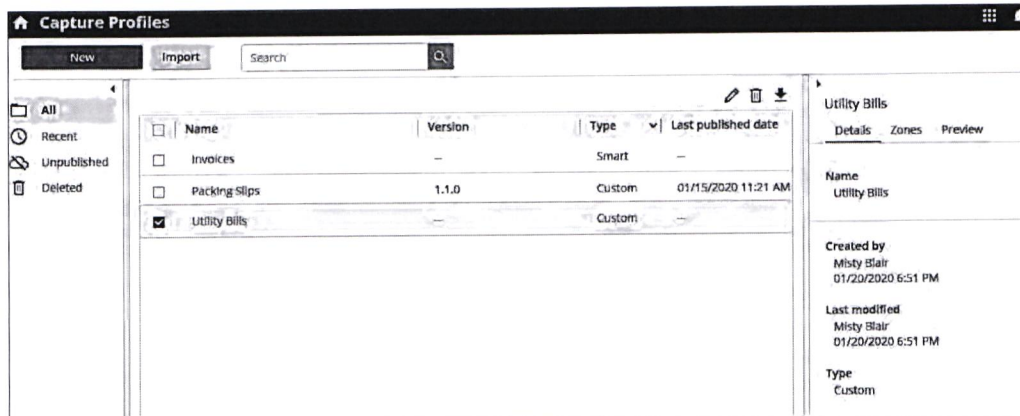 Capture Profiles
New Import Search
All
Recent
Unpublished
Deleted
Name Version Type Last published date
Invoices — Smart —
Packing Slips 1.1.0 Custom 01/15/2020 11:21 AM
Utility Bills — Custom —
Utility Bills
Details Zones Preview
Name
Utility Bills
Created by
Misty Blair
01/20/2020 6:51 PM
Last modified
Misty Blair
01/20/2020 6:51 PM
Type
Custom